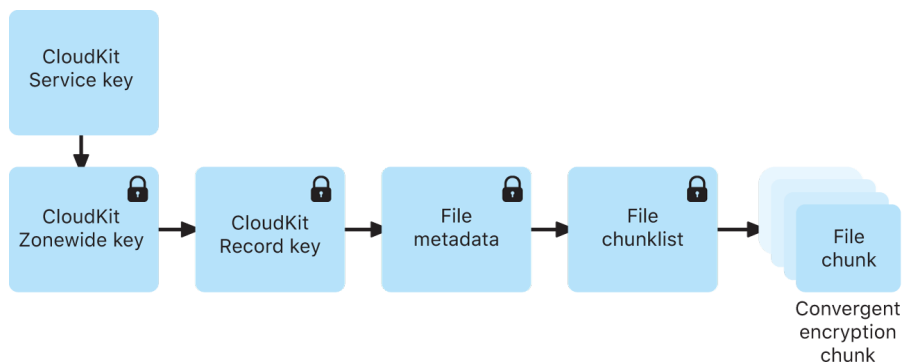 CloudKit
Service key
CloudKit
Zonewide key
CloudKit
Record key
File
metadata
File
chunklist
File
chunk
Convergent
encryption
chunk